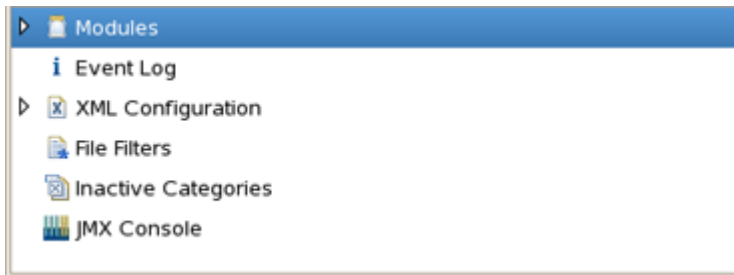 Modules
Event Log
XML Configuration
File Filters
Inactive Categories
JMX Console